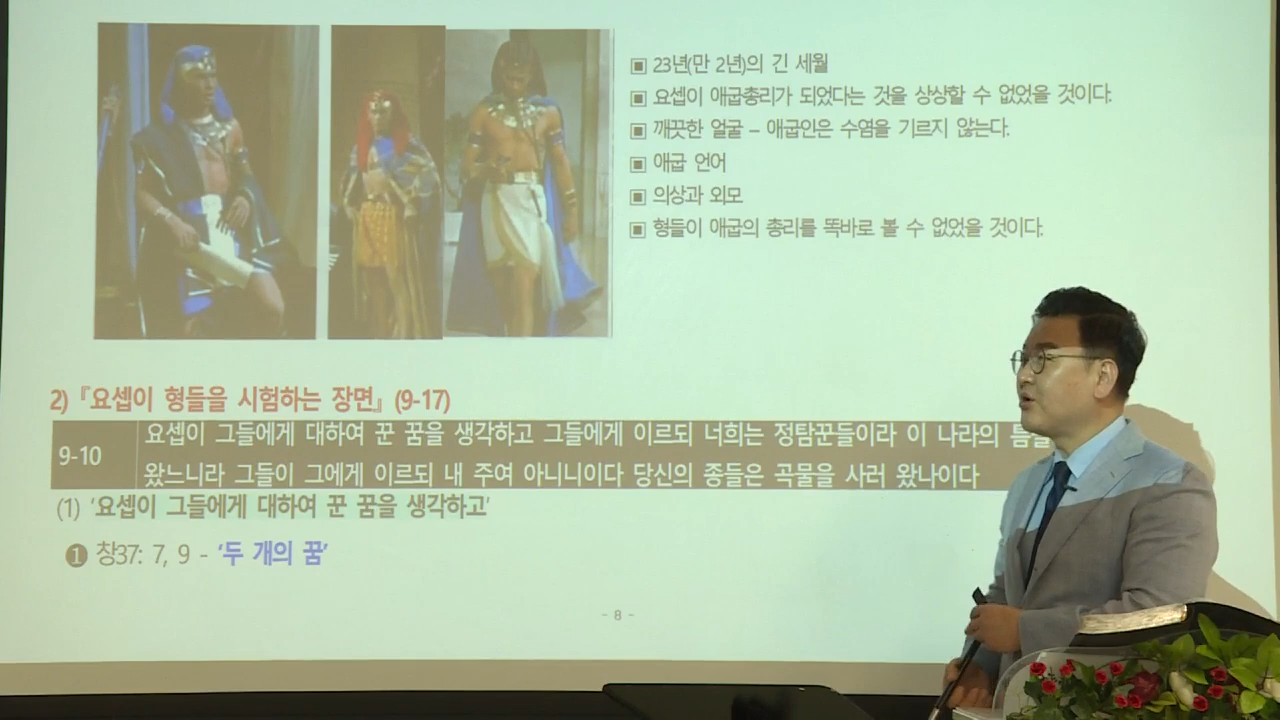 ▣ 23년(만 2년)의 긴 세월
▣ 요셉이 애굽총리가 되었다는 것을 상상할 수 없었을 것이다.
▣ 깨끗한 얼굴 – 애굽인은 수염을 기르지 않는다.
▣ 애굽 언어
▣ 의상과 외모
▣ 형들이 애굽의 총리를 똑바로 볼 수 없었을 것이다.
2)『요셉이 형들을 시험하는 장면』(9-17)
9-10
요셉이 그들에게 대하여 꾼 꿈을 생각하고 그들에게 이르되 너희는 정탐꾼들이라 이 나라의
왔느니라 그들이 그에게 이르되 내 주여 아니니이다 당신의 종들은 곡물을 사러 왔나이다
(1) '요셉이 그들에게 대하여 꾼 꿈을 생각하고'
❶ 창37: 7, 9 - '두 개의 꿈'
- 8 -